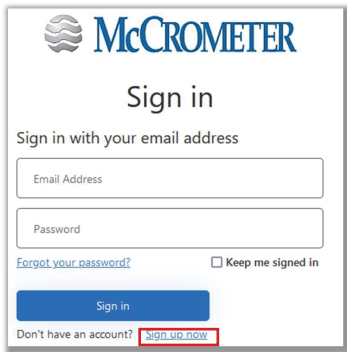 McCROMETER
Sign in
Sign in with your email address
Email Address
Password
Forgot your password? Keep me signed in
Sign in
Don't have an account? Sign up now